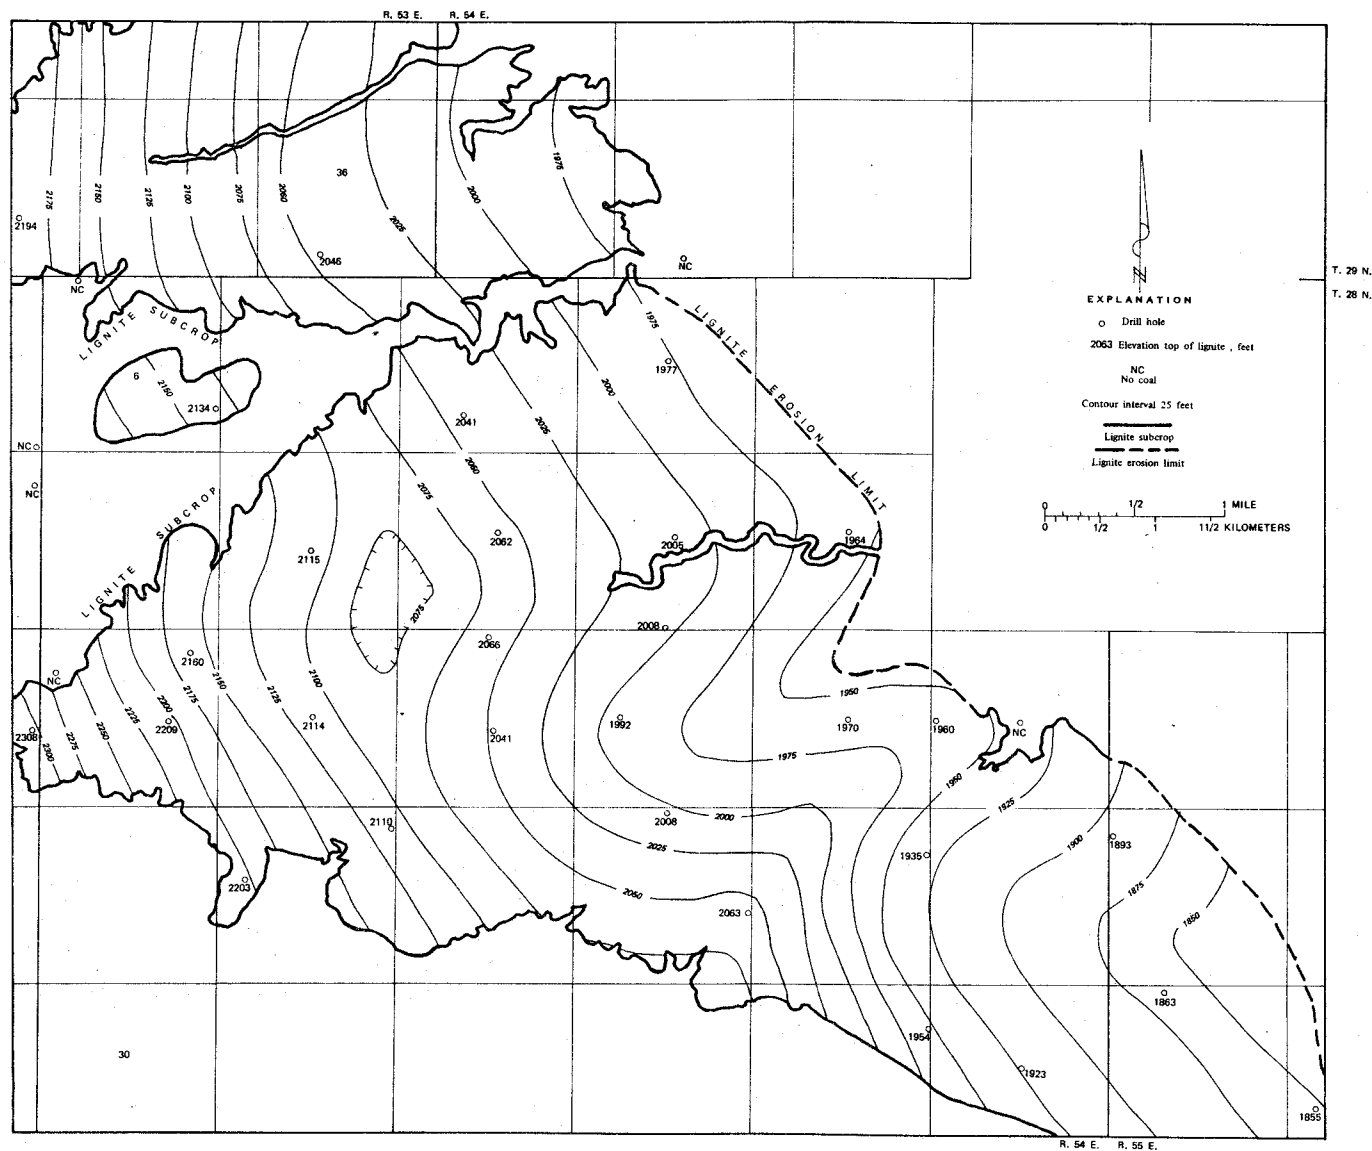 R. 53 E. R. 54 E.
36
2175
2150
2125
2100
2075
2050
2025
2000
1975
2194
2046
NC
NC
T. 29 N.
T. 28 N.
EXPLANATION
Drill hole
2063 Elevation top of lignite , feet
NC
No coal
Contour interval 25 feet
Lignite subcrop
Lignite erosion limit
0 1/2 1 MILE
0 1/2 1 11/2 KILOMETERS
LIGNITE SUBCROP
LIGNITE EROSION LIMIT
6
2150
2134
NC
NC
1975
1977
2000
2025
2041
2050
2075
LIGNITE SUBCROP
2115
2062
2005
1964
2075
2008
2066
2160
NC
2308
2300
2275
2250
2225
2200
2209
2175
2150
2125
2100
2114
2041
1992
1950
1970
1960
NC
1975
1950
1925
2110
2008
2000
2025
2050
2063
2203
1935
1900
1893
1875
1850
1863
1954
1923
1855
30
R. 54 E. R. 55 E.